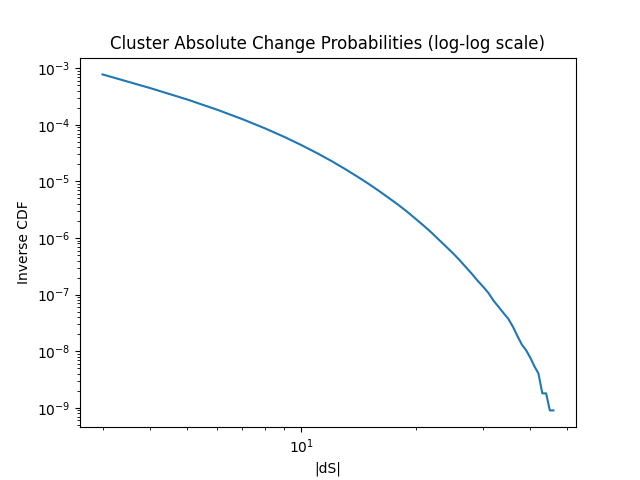 Cluster Absolute Change Probabilities (log-log scale)
10⁻³
10⁻⁴
10⁻⁵
10⁻⁶
10⁻⁷
10⁻⁸
10⁻⁹
Inverse CDF
10¹
|dS|